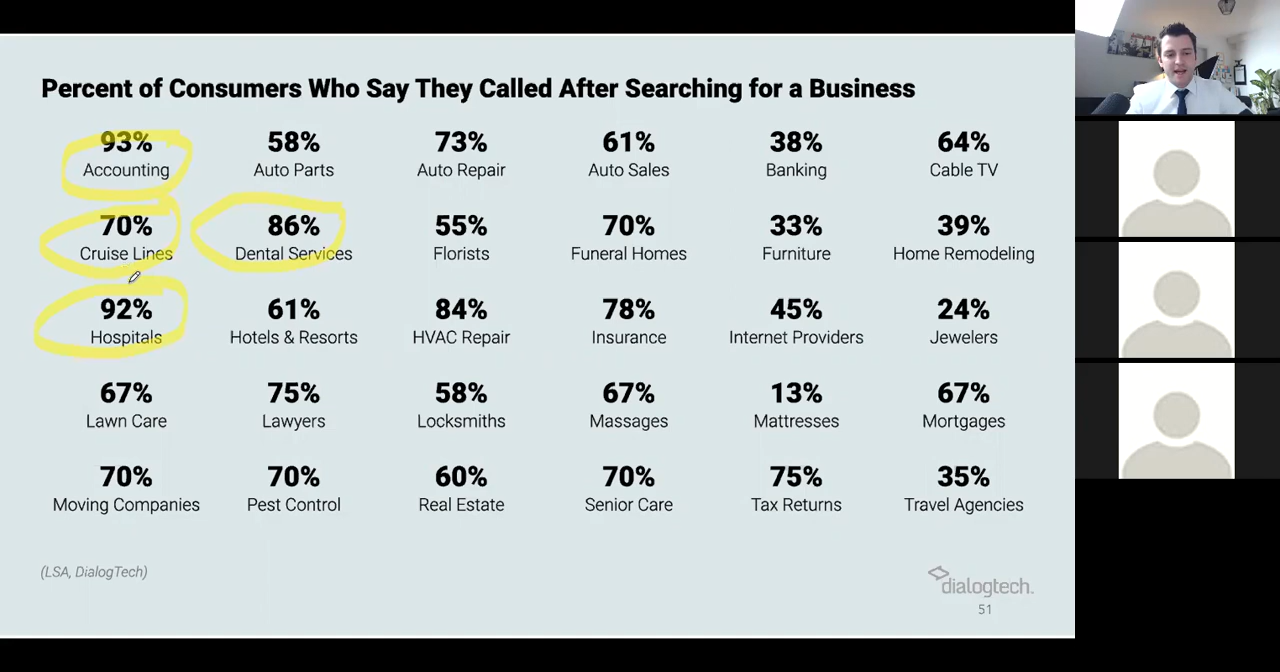 Percent of Consumers Who Say They Called After Searching for a Business
93% 58% 73% 61% 38% 64%
Accounting Auto Parts Auto Repair Auto Sales Banking Cable TV
70% 86% 55% 70% 33% 39%
Cruise Lines Dental Services Florists Funeral Homes Furniture Home Remodeling
92% 61% 84% 78% 45% 24%
Hospitals Hotels & Resorts HVAC Repair Insurance Internet Providers Jewelers
67% 75% 58% 67% 13% 67%
Lawn Care Lawyers Locksmiths Massages Mattresses Mortgages
70% 70% 60% 70% 75% 35%
Moving Companies Pest Control Real Estate Senior Care Tax Returns Travel Agencies
(LSA, DialogTech)
dialogtech.
51